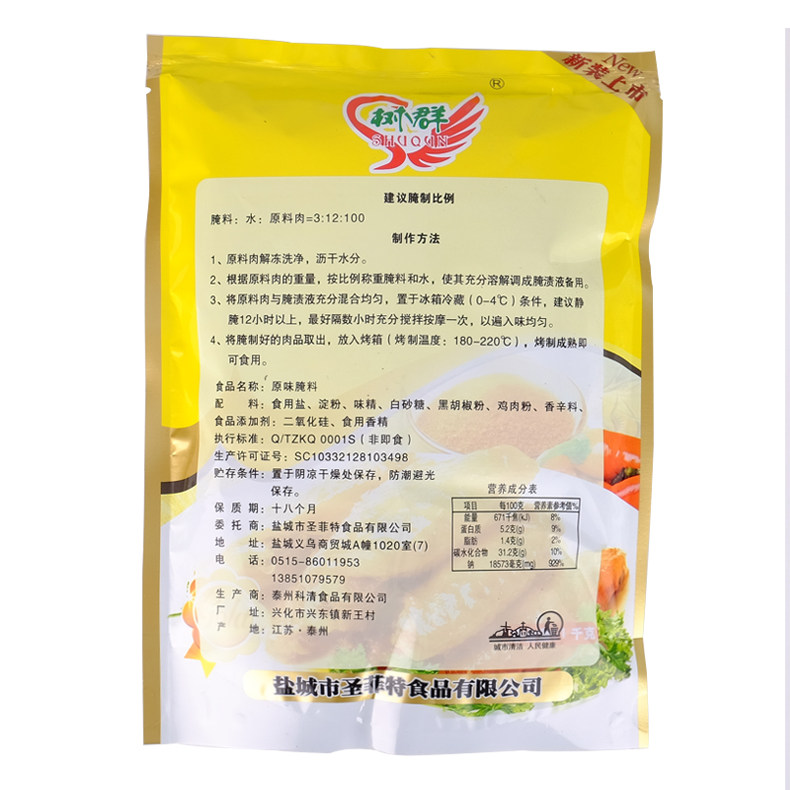 New
新装上市
®
树群
SHUQUN
建议腌制比例
腌料：水：原料肉=3:12:100
制作方法
1、原料肉解冻洗净，沥干水分。
2、根据原料肉的重量，按比例称重腌料和水，使其充分溶解调成腌渍液备用。
3、将原料肉与腌渍液充分混合均匀，置于冰箱冷藏（0-4℃）条件，建议静
腌12小时以上，最好隔数小时充分搅拌按摩一次，以遍入味均匀。
4、将腌制好的肉品取出，放入烤箱（烤制温度：180-220℃），烤制成熟即
可食用。
食品名称：原味腌料
配 料：食用盐、淀粉、味精、白砂糖、黑胡椒粉、鸡肉粉、香辛料、
食品添加剂：二氧化硅、食用香精
执行标准：Q/TZKQ 0001S（非即食）
生产许可证号：SC10332128103498
贮存条件：置于阴凉干燥处保存，防潮避光
保存。
保 质 期：十八个月
委 托 商：盐城市圣菲特食品有限公司
地 址：盐城义乌商贸城A幢1020室(7)
电 话：0515-86011953
13851079579
生 产 商：泰州科清食品有限公司
厂 址：兴化市兴东镇新王村
产 地：江苏·泰州
营养成分表
项目 每100克 营养素参考值%
能量 671千焦(kJ) 8%
蛋白质 5.2克(g) 9%
脂肪 1.4克(g) 2%
碳水化合物 31.2克(g) 10%
钠 18573毫克(mg) 929%
城市清洁 人民健康
千克
盐城市圣菲特食品有限公司